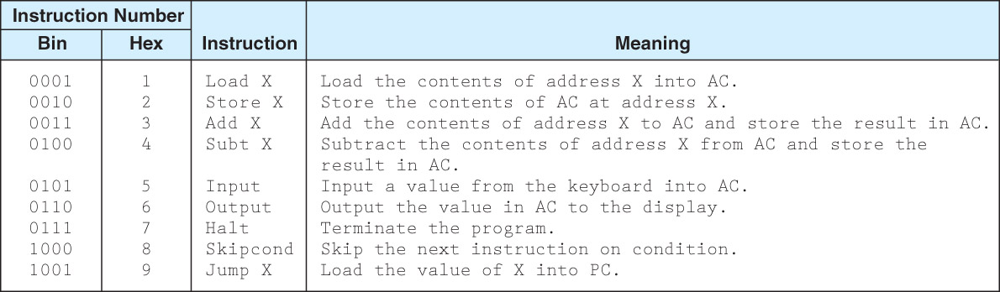 Instruction Number
Bin Hex Instruction Meaning
0001 1 Load X Load the contents of address X into AC.
0010 2 Store X Store the contents of AC at address X.
0011 3 Add X Add the contents of address X to AC and store the result in AC.
0100 4 Subt X Subtract the contents of address X from AC and store the
result in AC.
0101 5 Input Input a value from the keyboard into AC.
0110 6 Output Output the value in AC to the display.
0111 7 Halt Terminate the program.
1000 8 Skipcond Skip the next instruction on condition.
1001 9 Jump X Load the value of X into PC.